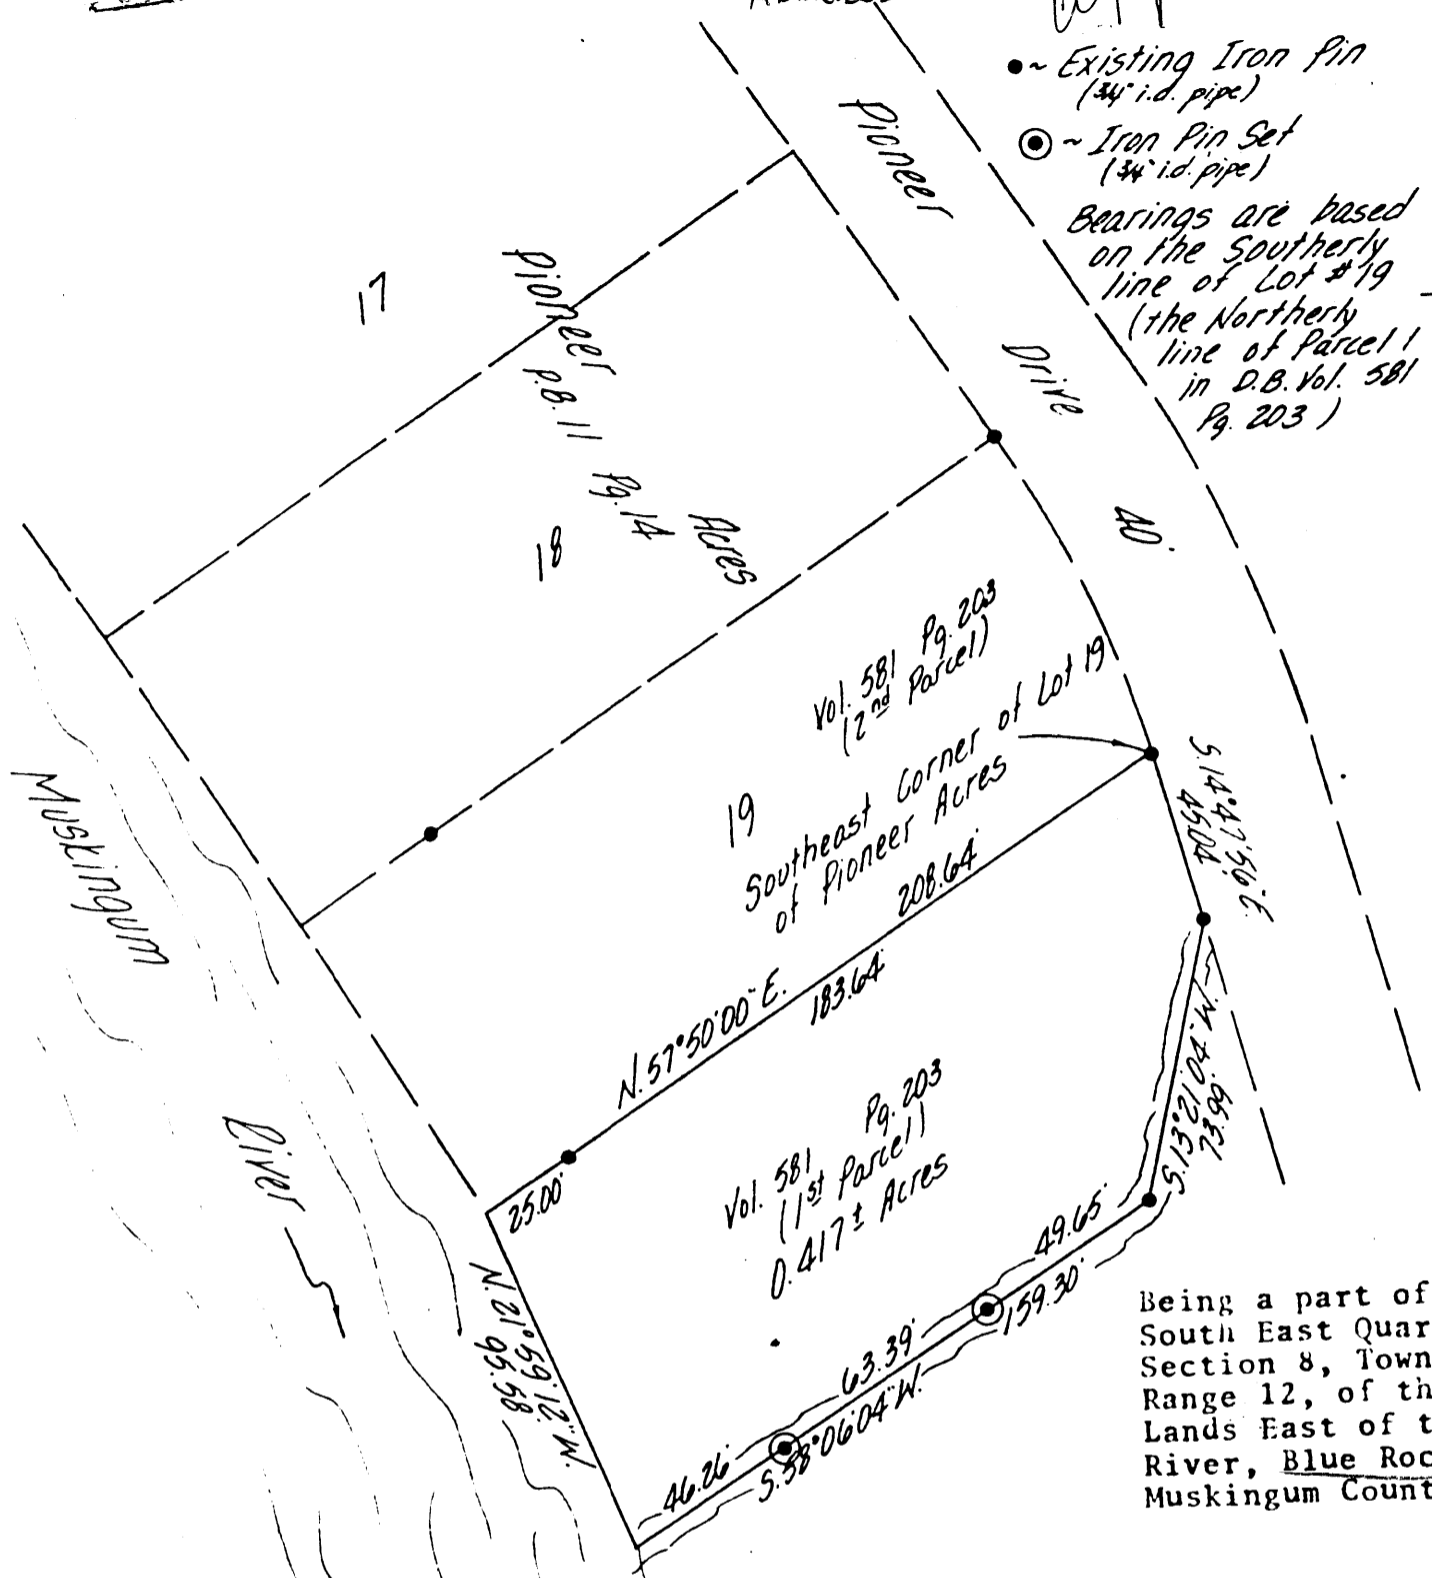 ●~ Existing Iron Pin
(3/4" i.d. pipe)
~ Iron Pin Set
(3/4" i.d. pipe)
Bearings are based
on the Southerly
line of Lot #19
(the Northerly
line of Parcel 1
in D.B. Vol. 581
Pg. 203)
Pioneer
Drive
40'
17
Pioneer
P.B. 11 Pg. 14
Acres
18
Vol. 581 Pg. 203
(2nd Parcel)
19
Southeast Corner of Lot 19
of Pioneer Acres
S.14°47'56"E.
45.04
208.64'
N.57°50'00"E.
183.64'
25.00'
Vol. 581 Pg. 203
(1st Parcel)
0.417± Acres
S.13°21'04"W.
73.99'
49.65'
159.30'
63.39'
S.58°06'04"W.
46.26'
N.21°59'12"W.
95.58
Muskingum
River
Being a part of
South East Quar
Section 8, Town
Range 12, of th
Lands East of t
River, Blue Roc
Muskingum Count